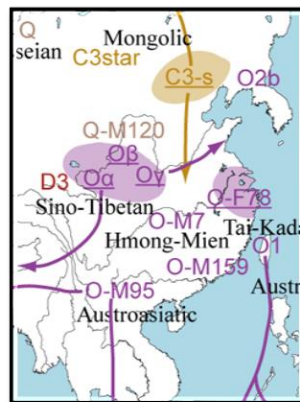 Q
Mongolic
seian
C3star
C3-s
O2b
Q-M120
Oβ
D3
Oα
Oγ
O-F78
Sino-Tibetan
O-M7
Tai-Kada
Hmong-Mien
O1
O-M159
O-M95
Austr
Austroasiatic